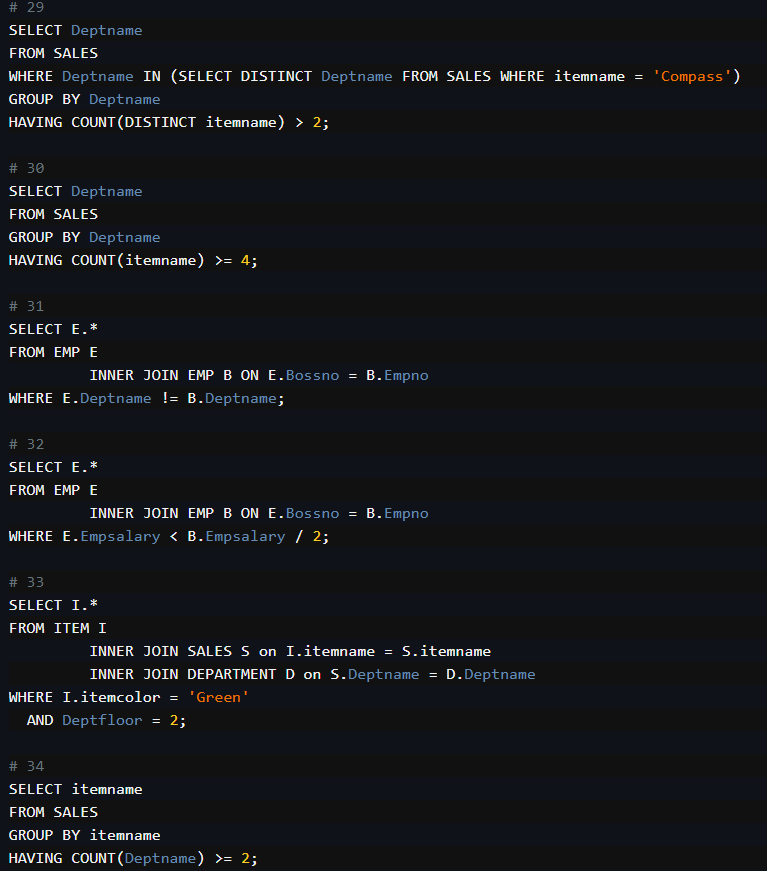 # 29
SELECT Deptname
FROM SALES
WHERE Deptname IN (SELECT DISTINCT Deptname FROM SALES WHERE itemname = 'Compass')
GROUP BY Deptname
HAVING COUNT(DISTINCT itemname) > 2;

# 30
SELECT Deptname
FROM SALES
GROUP BY Deptname
HAVING COUNT(itemname) >= 4;

# 31
SELECT E.*
FROM EMP E
         INNER JOIN EMP B ON E.Bossno = B.Empno
WHERE E.Deptname != B.Deptname;

# 32
SELECT E.*
FROM EMP E
         INNER JOIN EMP B ON E.Bossno = B.Empno
WHERE E.Empsalary < B.Empsalary / 2;

# 33
SELECT I.*
FROM ITEM I
         INNER JOIN SALES S on I.itemname = S.itemname
         INNER JOIN DEPARTMENT D on S.Deptname = D.Deptname
WHERE I.itemcolor = 'Green'
  AND Deptfloor = 2;

# 34
SELECT itemname
FROM SALES
GROUP BY itemname
HAVING COUNT(Deptname) >= 2;